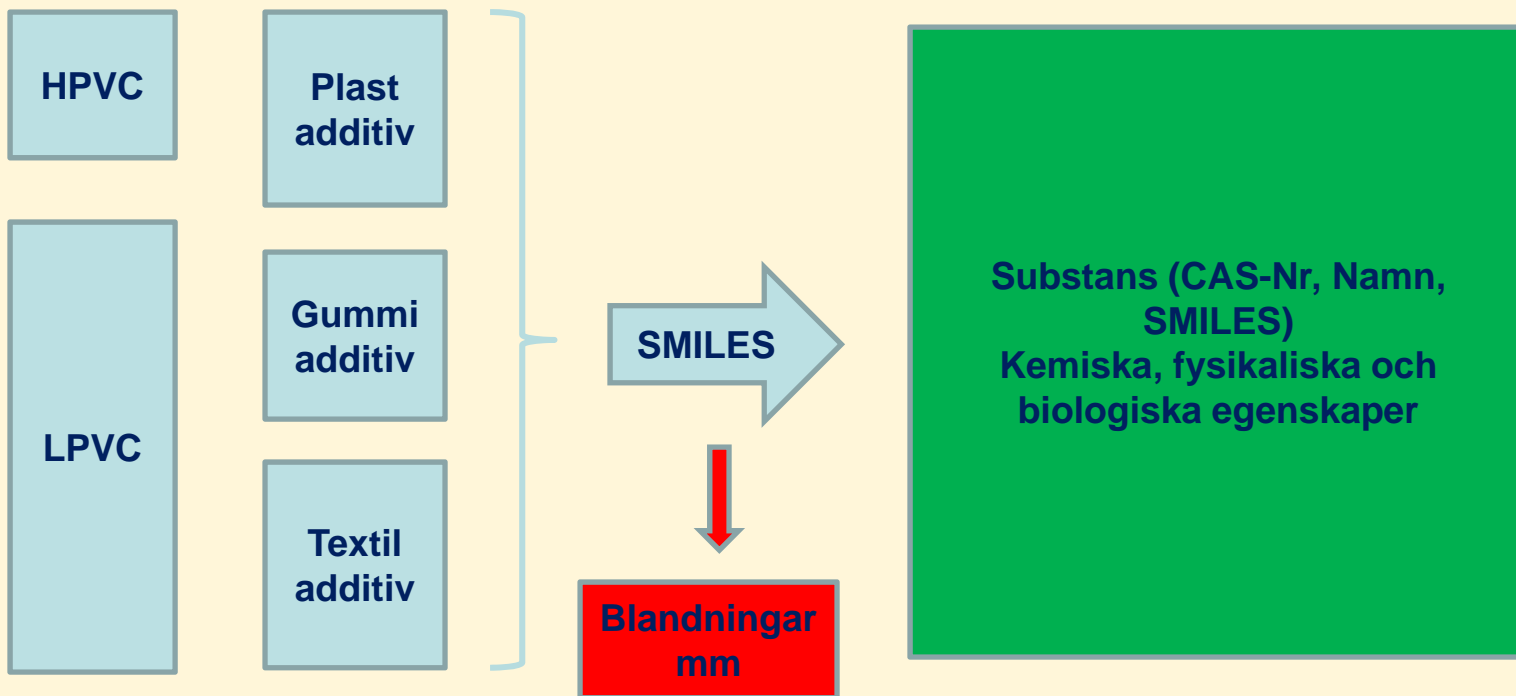 HPVC
LPVC
Plast
additiv
Gummi
additiv
Textil
additiv
SMILES
Blandningar
mm
Substans (CAS-Nr, Namn,
SMILES)
Kemiska, fysikaliska och
biologiska egenskaper